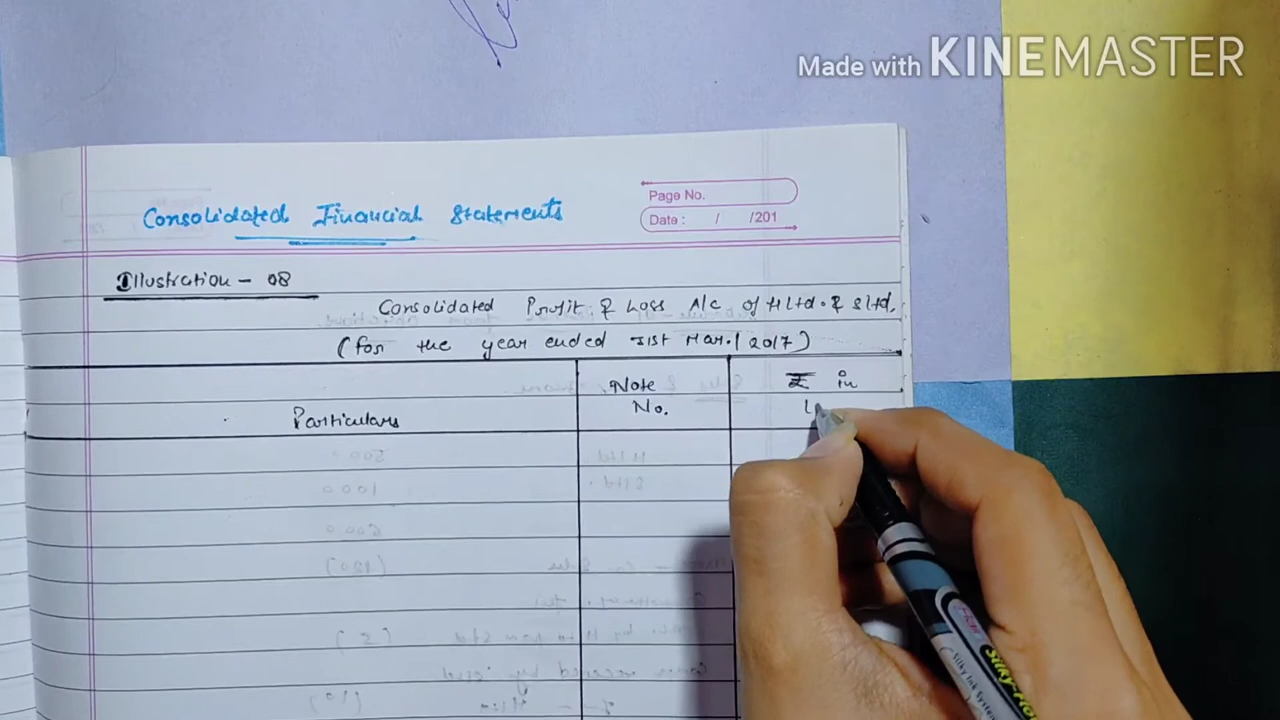 Made with KINEMASTER
Page No.
Consolidated Financial Statements
Date : / /201
Illustration - 08
Consolidated Profit & Loss A/c of H Ltd. & S Ltd.
(for the year ended 31st Mar. 2017)
Note ₹ in
Particulars No.